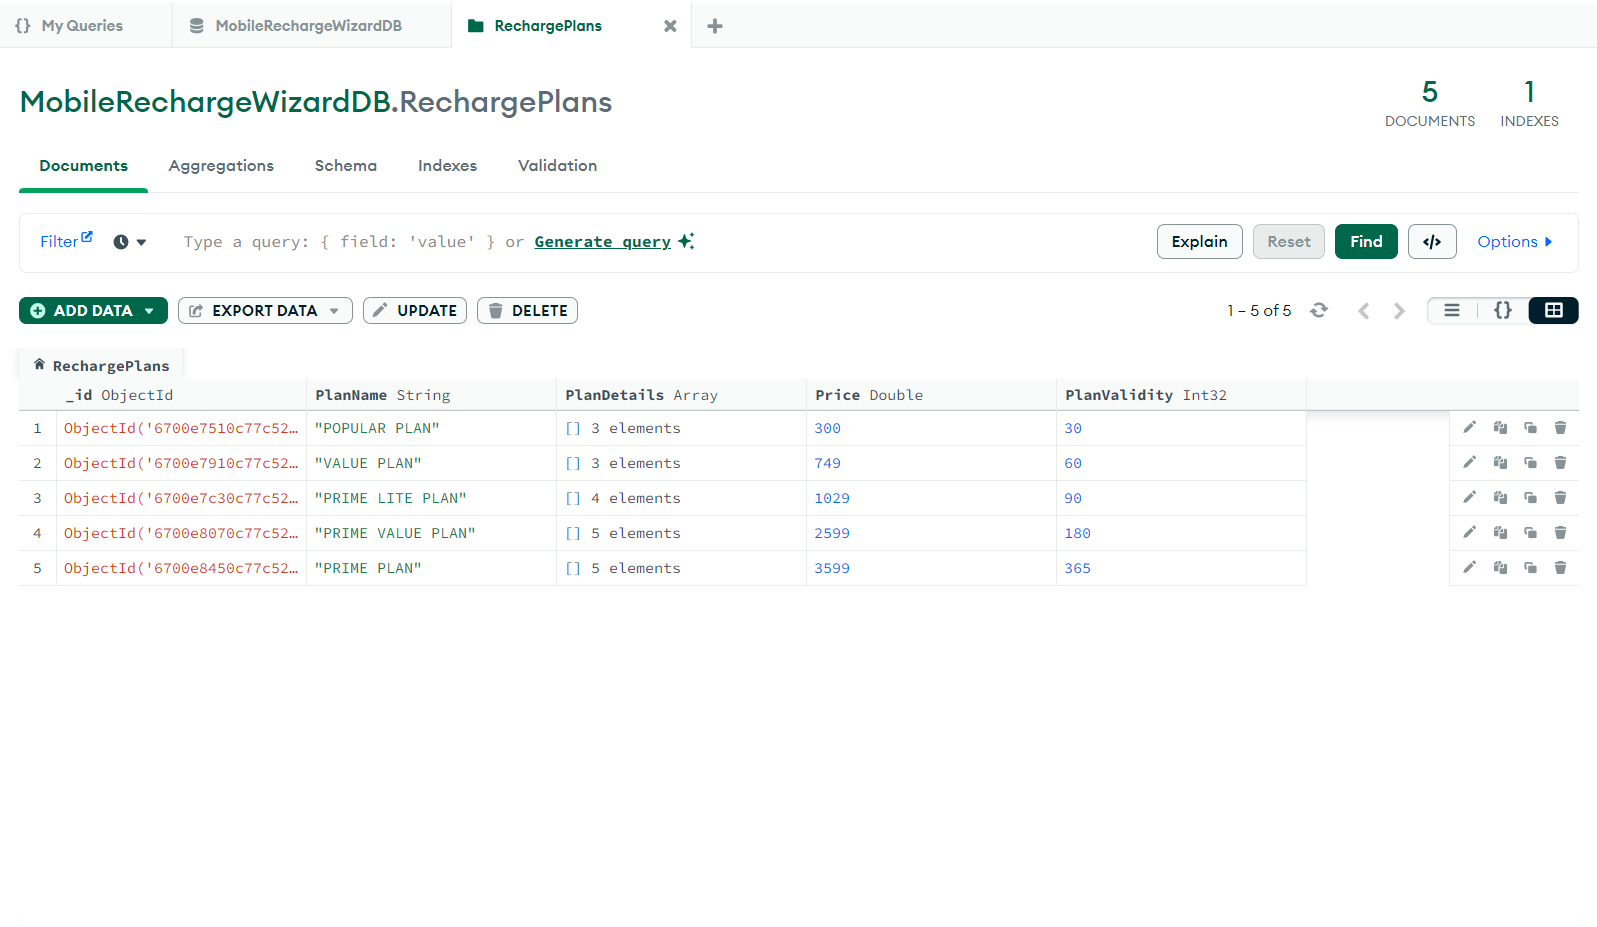 {} My Queries MobileRechargeWizardDB RechargePlans
MobileRechargeWizardDB.RechargePlans
5 1
DOCUMENTS INDEXES
Documents Aggregations Schema Indexes Validation
Filter Type a query: { field: 'value' } or Generate query Explain Reset Find </> Options
ADD DATA EXPORT DATA UPDATE DELETE 1 – 5 of 5 {}
RechargePlans
_id ObjectId PlanName String PlanDetails Array Price Double PlanValidity Int32
1 ObjectId('6700e7510c77c52… "POPULAR PLAN" [] 3 elements 300 30
2 ObjectId('6700e7910c77c52… "VALUE PLAN" [] 3 elements 749 60
3 ObjectId('6700e7c30c77c52… "PRIME LITE PLAN" [] 4 elements 1029 90
4 ObjectId('6700e8070c77c52… "PRIME VALUE PLAN" [] 5 elements 2599 180
5 ObjectId('6700e8450c77c52… "PRIME PLAN" [] 5 elements 3599 365